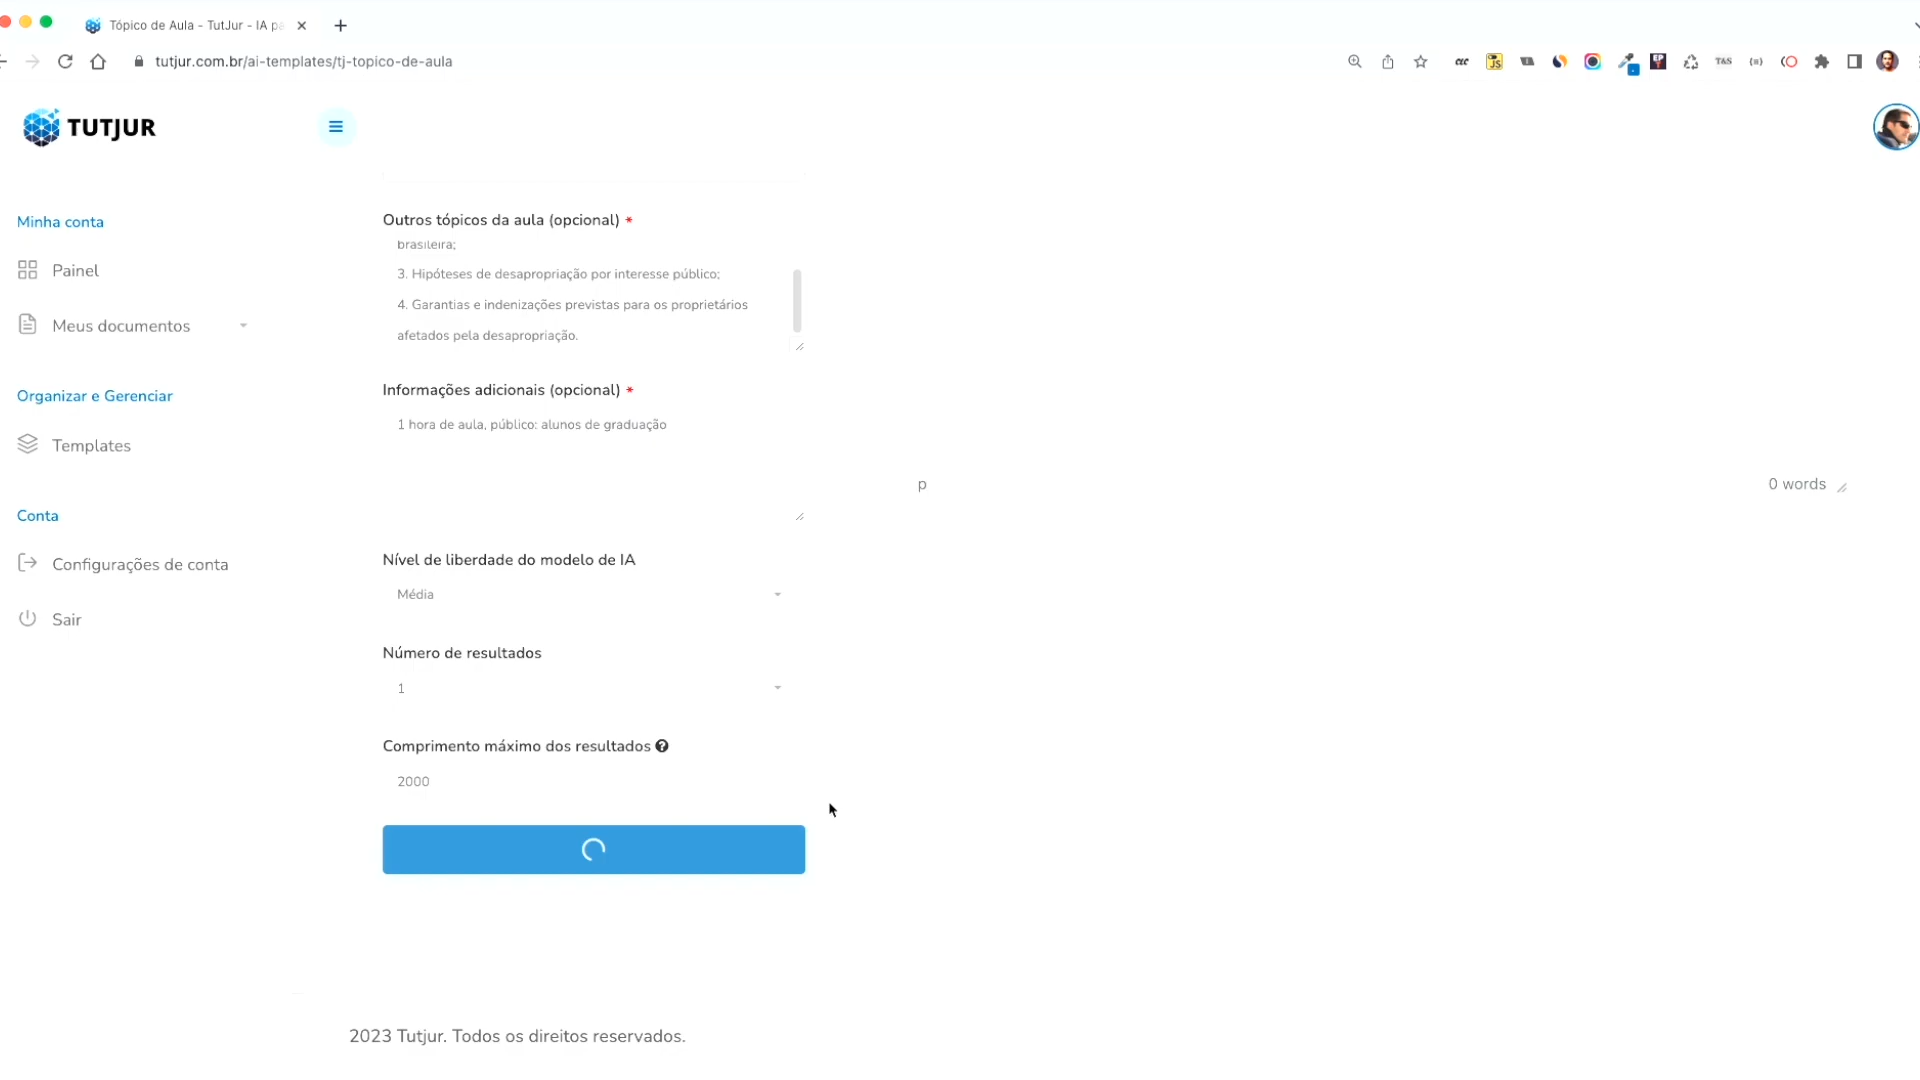 Tópico de Aula - TutJur - IA pa
tutjur.com.br/ai-templates/tj-topico-de-aula
CLC
JS
EP
T&S
TUTJUR
Minha conta
Painel
Meus documentos
Organizar e Gerenciar
Templates
Conta
Configurações de conta
Sair
Outros tópicos da aula (opcional) *
brasileira;
3. Hipóteses de desapropriação por interesse público;
4. Garantias e indenizações previstas para os proprietários
afetados pela desapropriação.
Informações adicionais (opcional) *
1 hora de aula, público: alunos de graduação
p
0 words
Nível de liberdade do modelo de IA
Média
Número de resultados
1
Comprimento máximo dos resultados
2000
2023 Tutjur. Todos os direitos reservados.